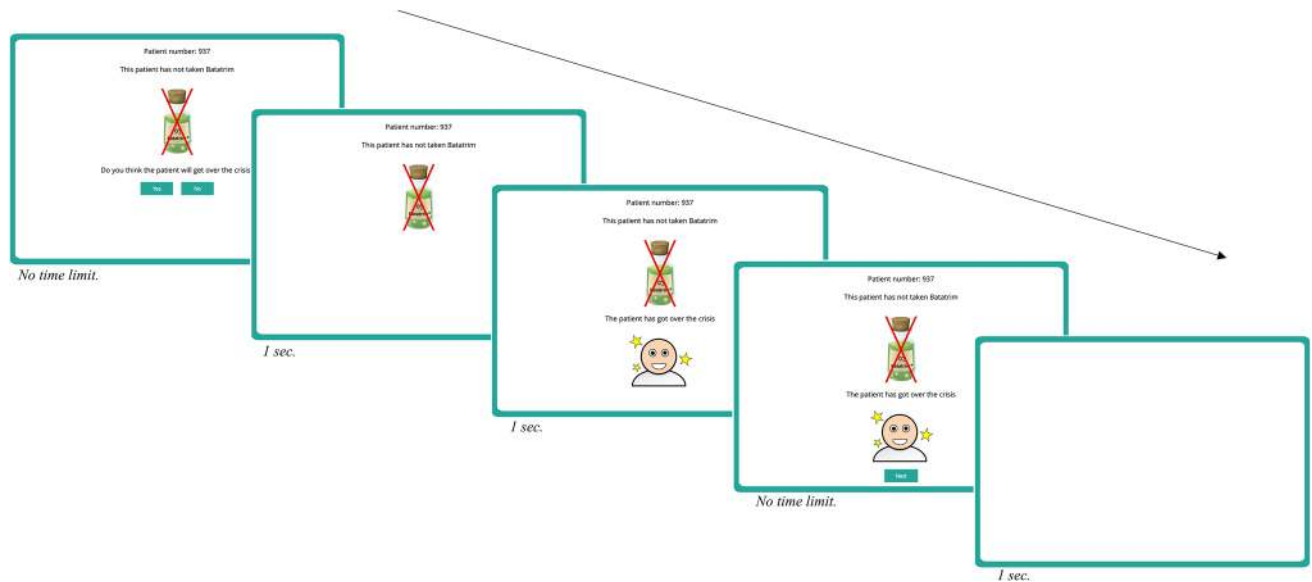 Patient number: 937
This patient has not taken Batatrim
Do you think the patient will get over the crisis
Yes No
No time limit.
Patient number: 937
This patient has not taken Batatrim
1 sec.
Patient number: 937
This patient has not taken Batatrim
The patient has got over the crisis
1 sec.
Patient number: 937
This patient has not taken Batatrim
The patient has got over the crisis
Next
No time limit.
1 sec.